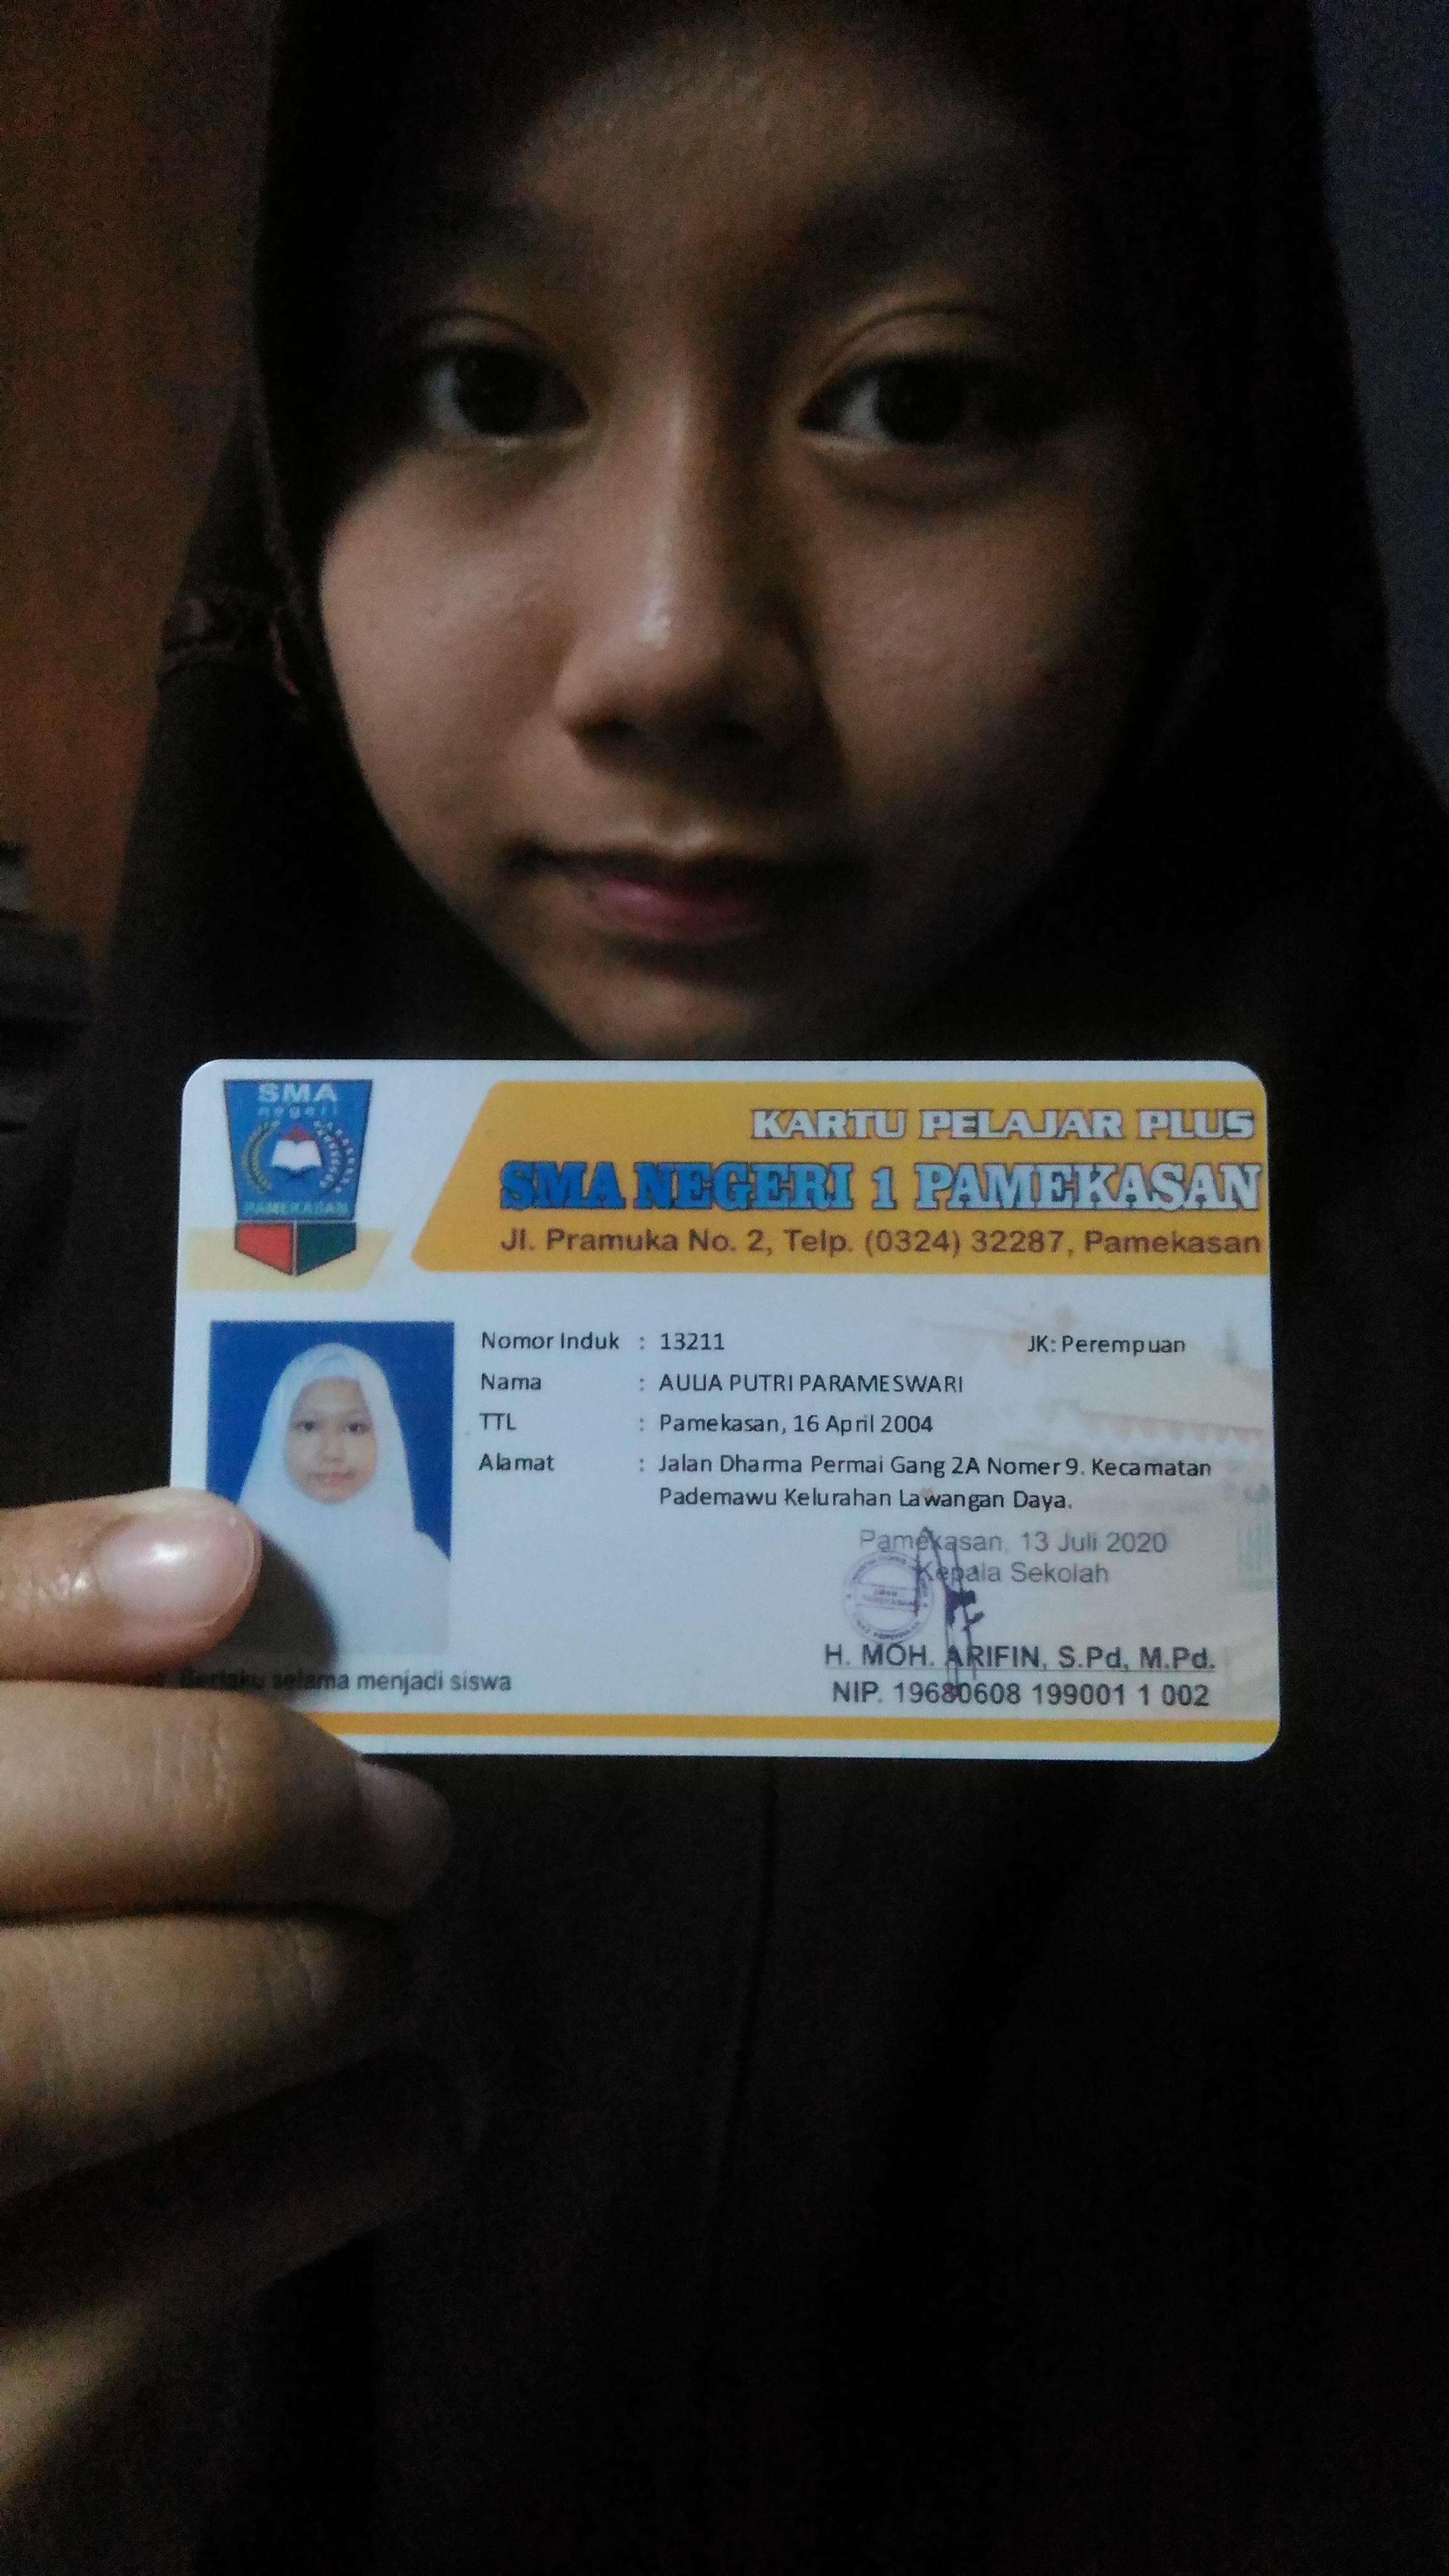 SMA
negeri
PAMEKASAN
KARTU PELAJAR PLUS
SMA NEGERI 1 PAMEKASAN
Jl. Pramuka No. 2, Telp. (0324) 32287, Pamekasan
Nomor Induk : 13211 JK: Perempuan
Nama : AULIA PUTRI PARAMESWARI
TTL : Pamekasan, 16 April 2004
Alamat : Jalan Dharma Permai Gang 2A Nomer 9. Kecamatan
Pademawu Kelurahan Lawangan Daya.
Pamekasan, 13 Juli 2020
Kepala Sekolah
H. MOH. ARIFIN, S.Pd, M.Pd.
Berlaku selama menjadi siswa
NIP. 19680608 199001 1 002